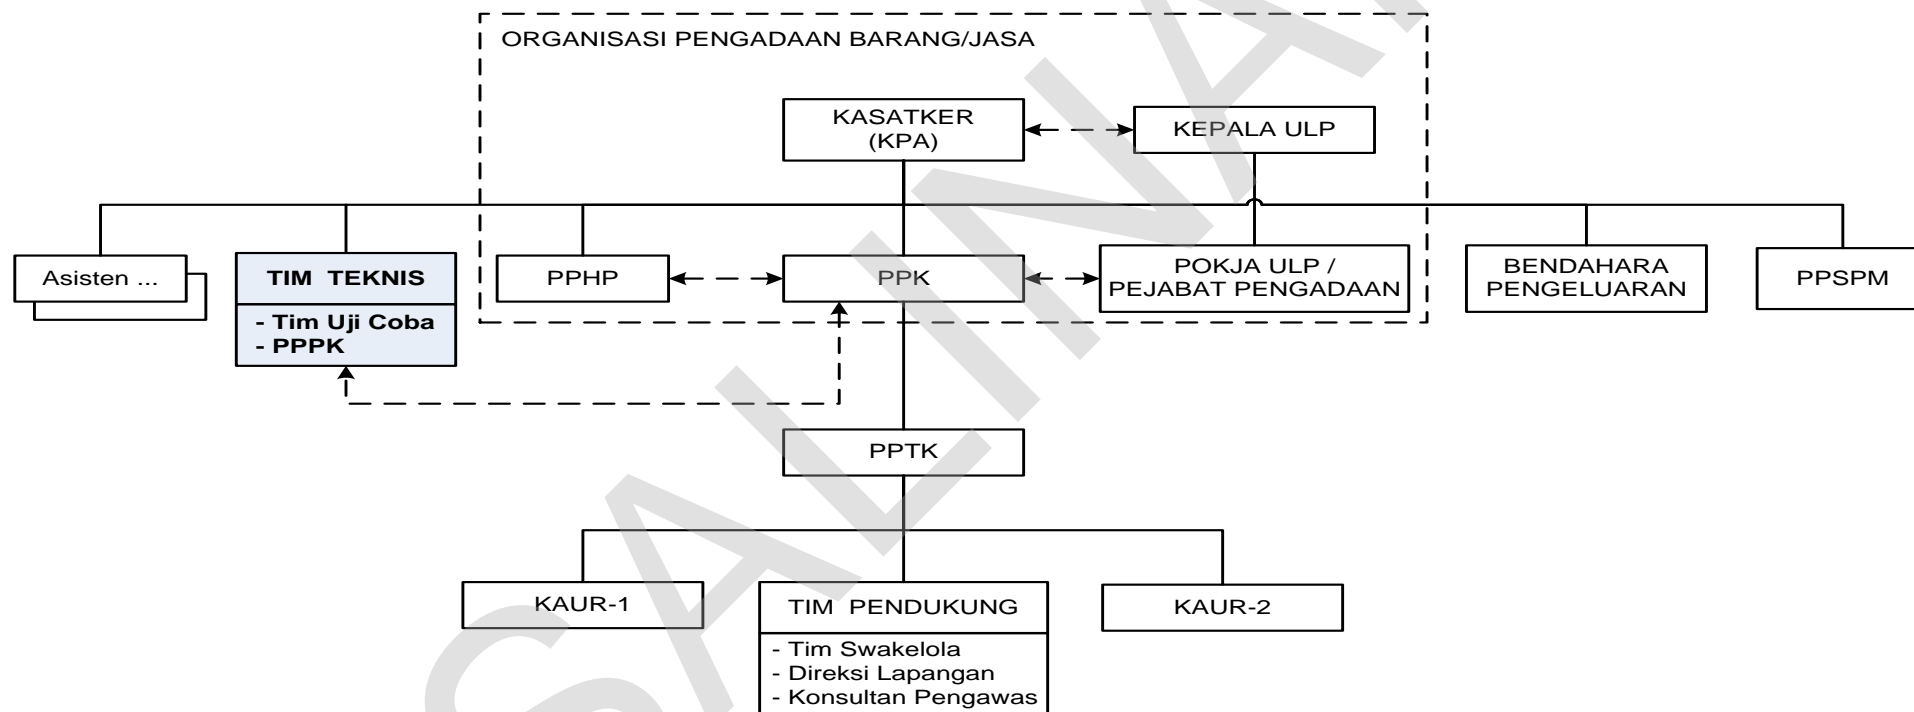 ORGANISASI PENGADAAN BARANG/JASA
KASATKER
(KPA)
KEPALA ULP
Asisten ...
TIM TEKNIS
- Tim Uji Coba
- PPPK
PPHP
PPK
POKJA ULP /
PEJABAT PENGADAAN
BENDAHARA
PENGELUARAN
PPSPM
PPTK
KAUR-1
TIM PENDUKUNG
- Tim Swakelola
- Direksi Lapangan
- Konsultan Pengawas
KAUR-2
SALINAN